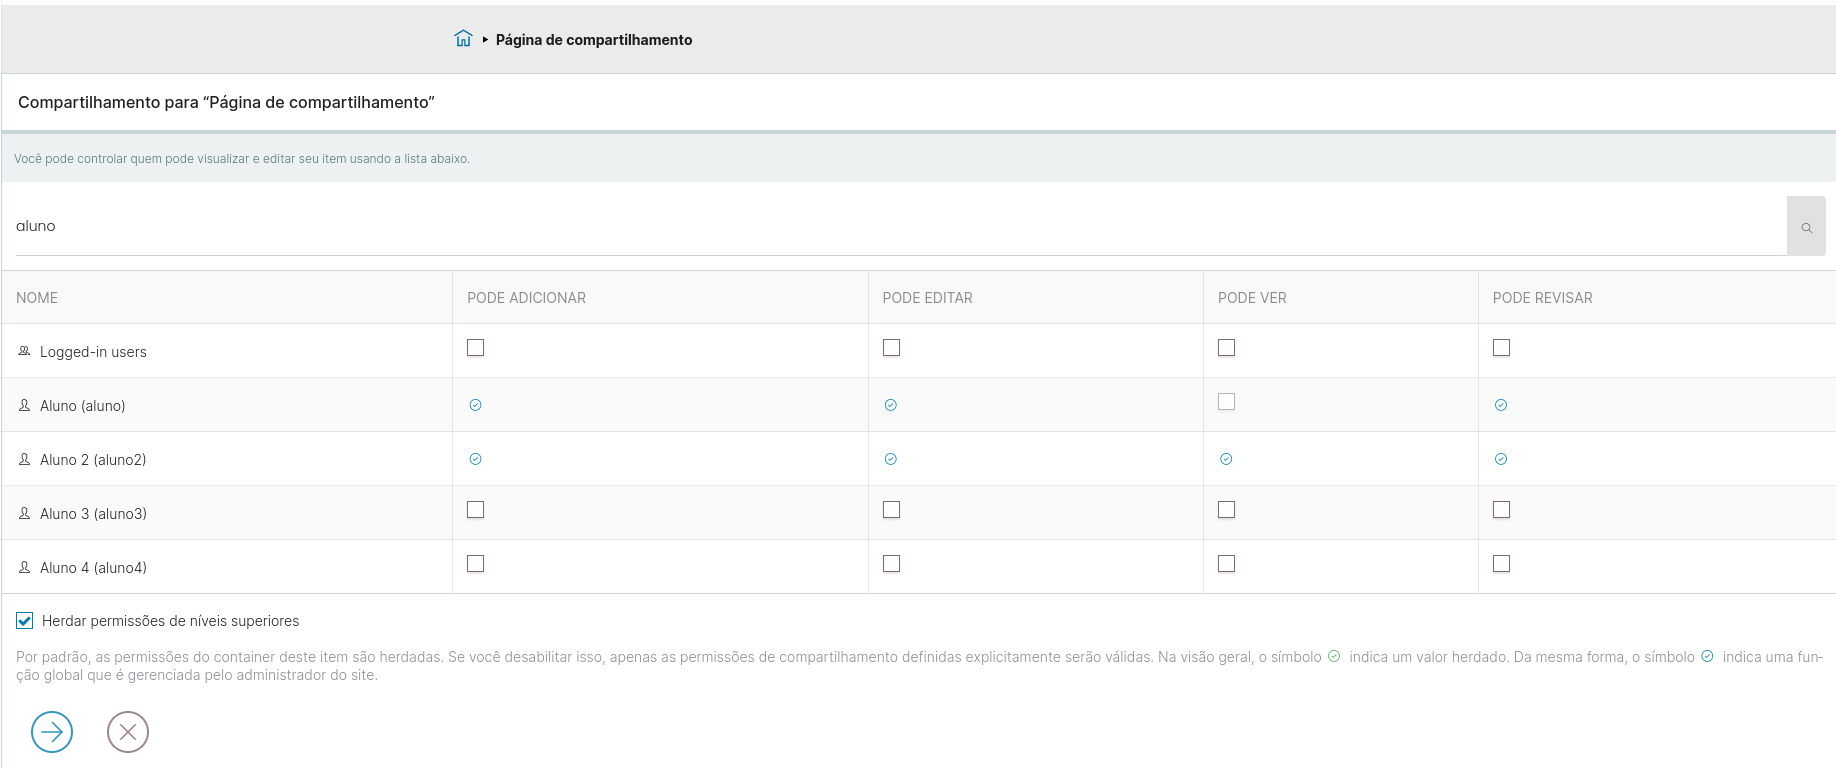 Página de compartilhamento
Compartilhamento para “Página de compartilhamento”
Você pode controlar quem pode visualizar e editar seu item usando a lista abaixo.
aluno
NOME PODE ADICIONAR PODE EDITAR PODE VER PODE REVISAR
Logged-in users
Aluno (aluno)
Aluno 2 (aluno2)
Aluno 3 (aluno3)
Aluno 4 (aluno4)
Herdar permissões de níveis superiores
Por padrão, as permissões do container deste item são herdadas. Se você desabilitar isso, apenas as permissões de compartilhamento definidas explicitamente serão válidas. Na visão geral, o símbolo indica um valor herdado. Da mesma forma, o símbolo indica uma fun-
ção global que é gerenciada pelo administrador do site.